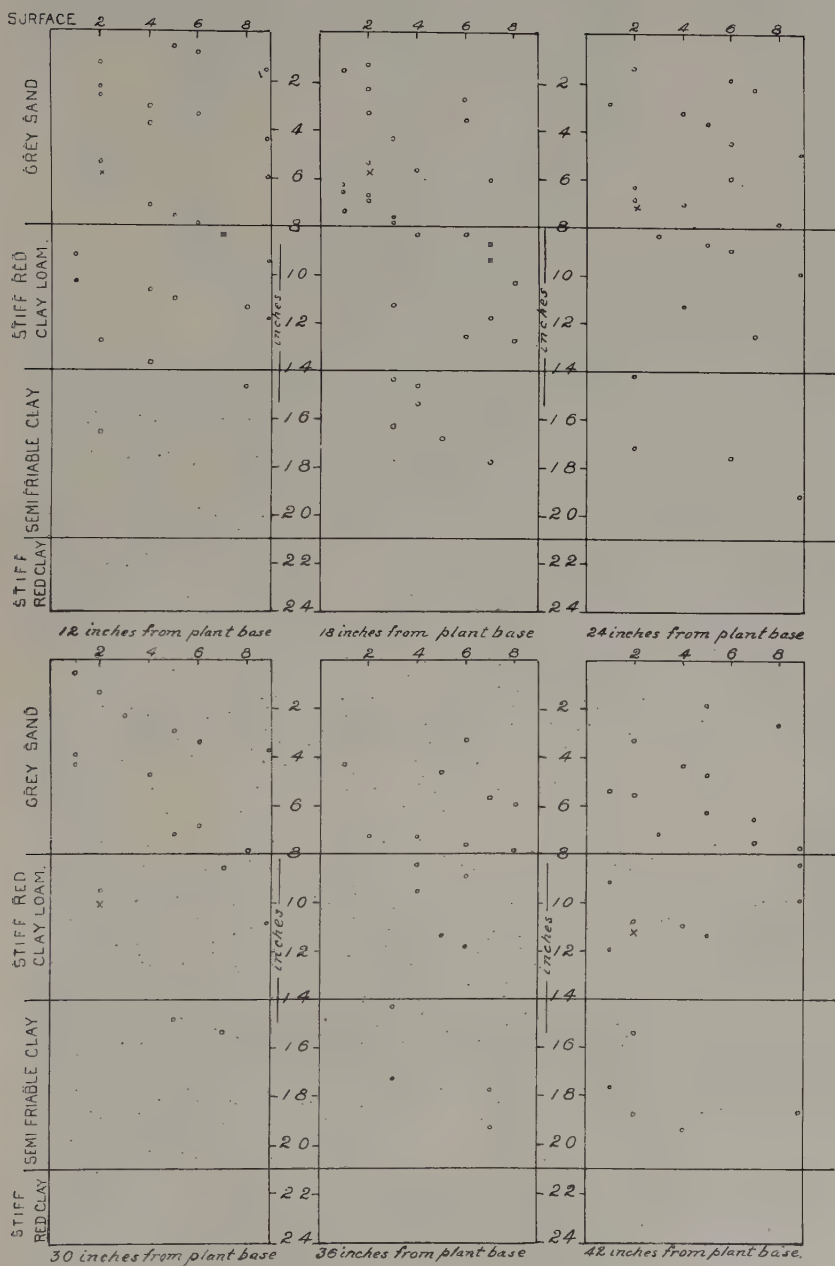 SURFACE
2 4 6 8
2 4 6 8
2 4 6 8
GREY SAND
STIFF RED
CLAY LOAM.
SEMI FRIABLE CLAY
STIFF
RED CLAY
2
4
6
8
10
12
14
16
18
20
22
24
inches
2
4
6
8
10
12
14
16
18
20
22
24
inches
12 inches from plant base
18 inches from plant base
24 inches from plant base
2 4 6 8
2 4 6 8
2 4 6 8
GREY SAND
STIFF RED
CLAY LOAM.
SEMI FRIABLE CLAY
STIFF
RED CLAY
2
4
6
8
10
12
14
16
18
20
22
24
inches
2
4
6
8
10
12
14
16
18
20
22
24
inches
30 inches from plant base
36 inches from plant base
42 inches from plant base.